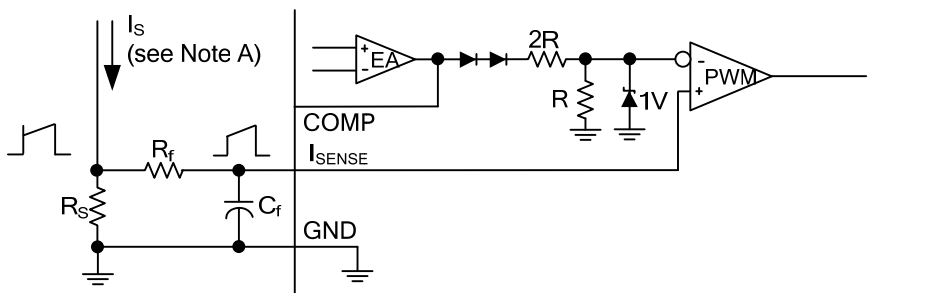 I_S
(see Note A)
EA
+
-
2R
R
1V
-
PWM
+
COMP
I_SENSE
R_f
R_S
C_f
GND